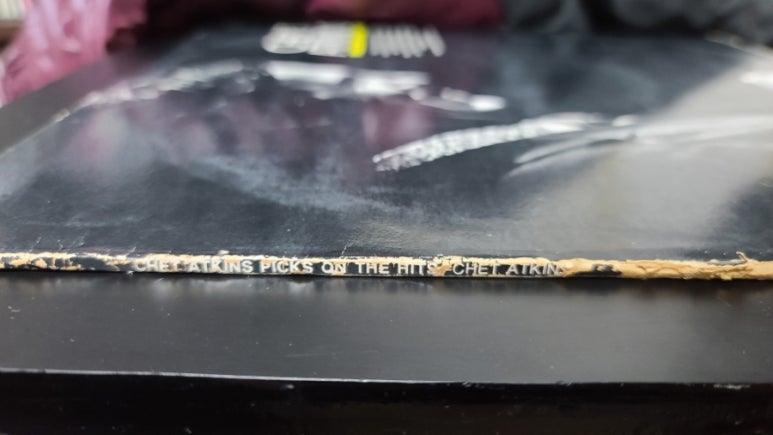 CHET ATKINS PICKS ON THE HITS CHET ATKINS